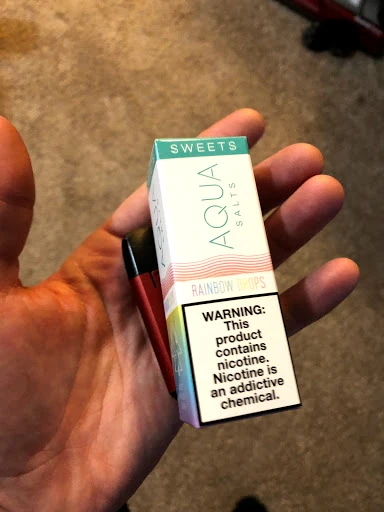 SWEETS
AQUA
SALTS
RAINBOW DROPS
WARNING:
This
product
contains
nicotine.
Nicotine is
an addictive
chemical.